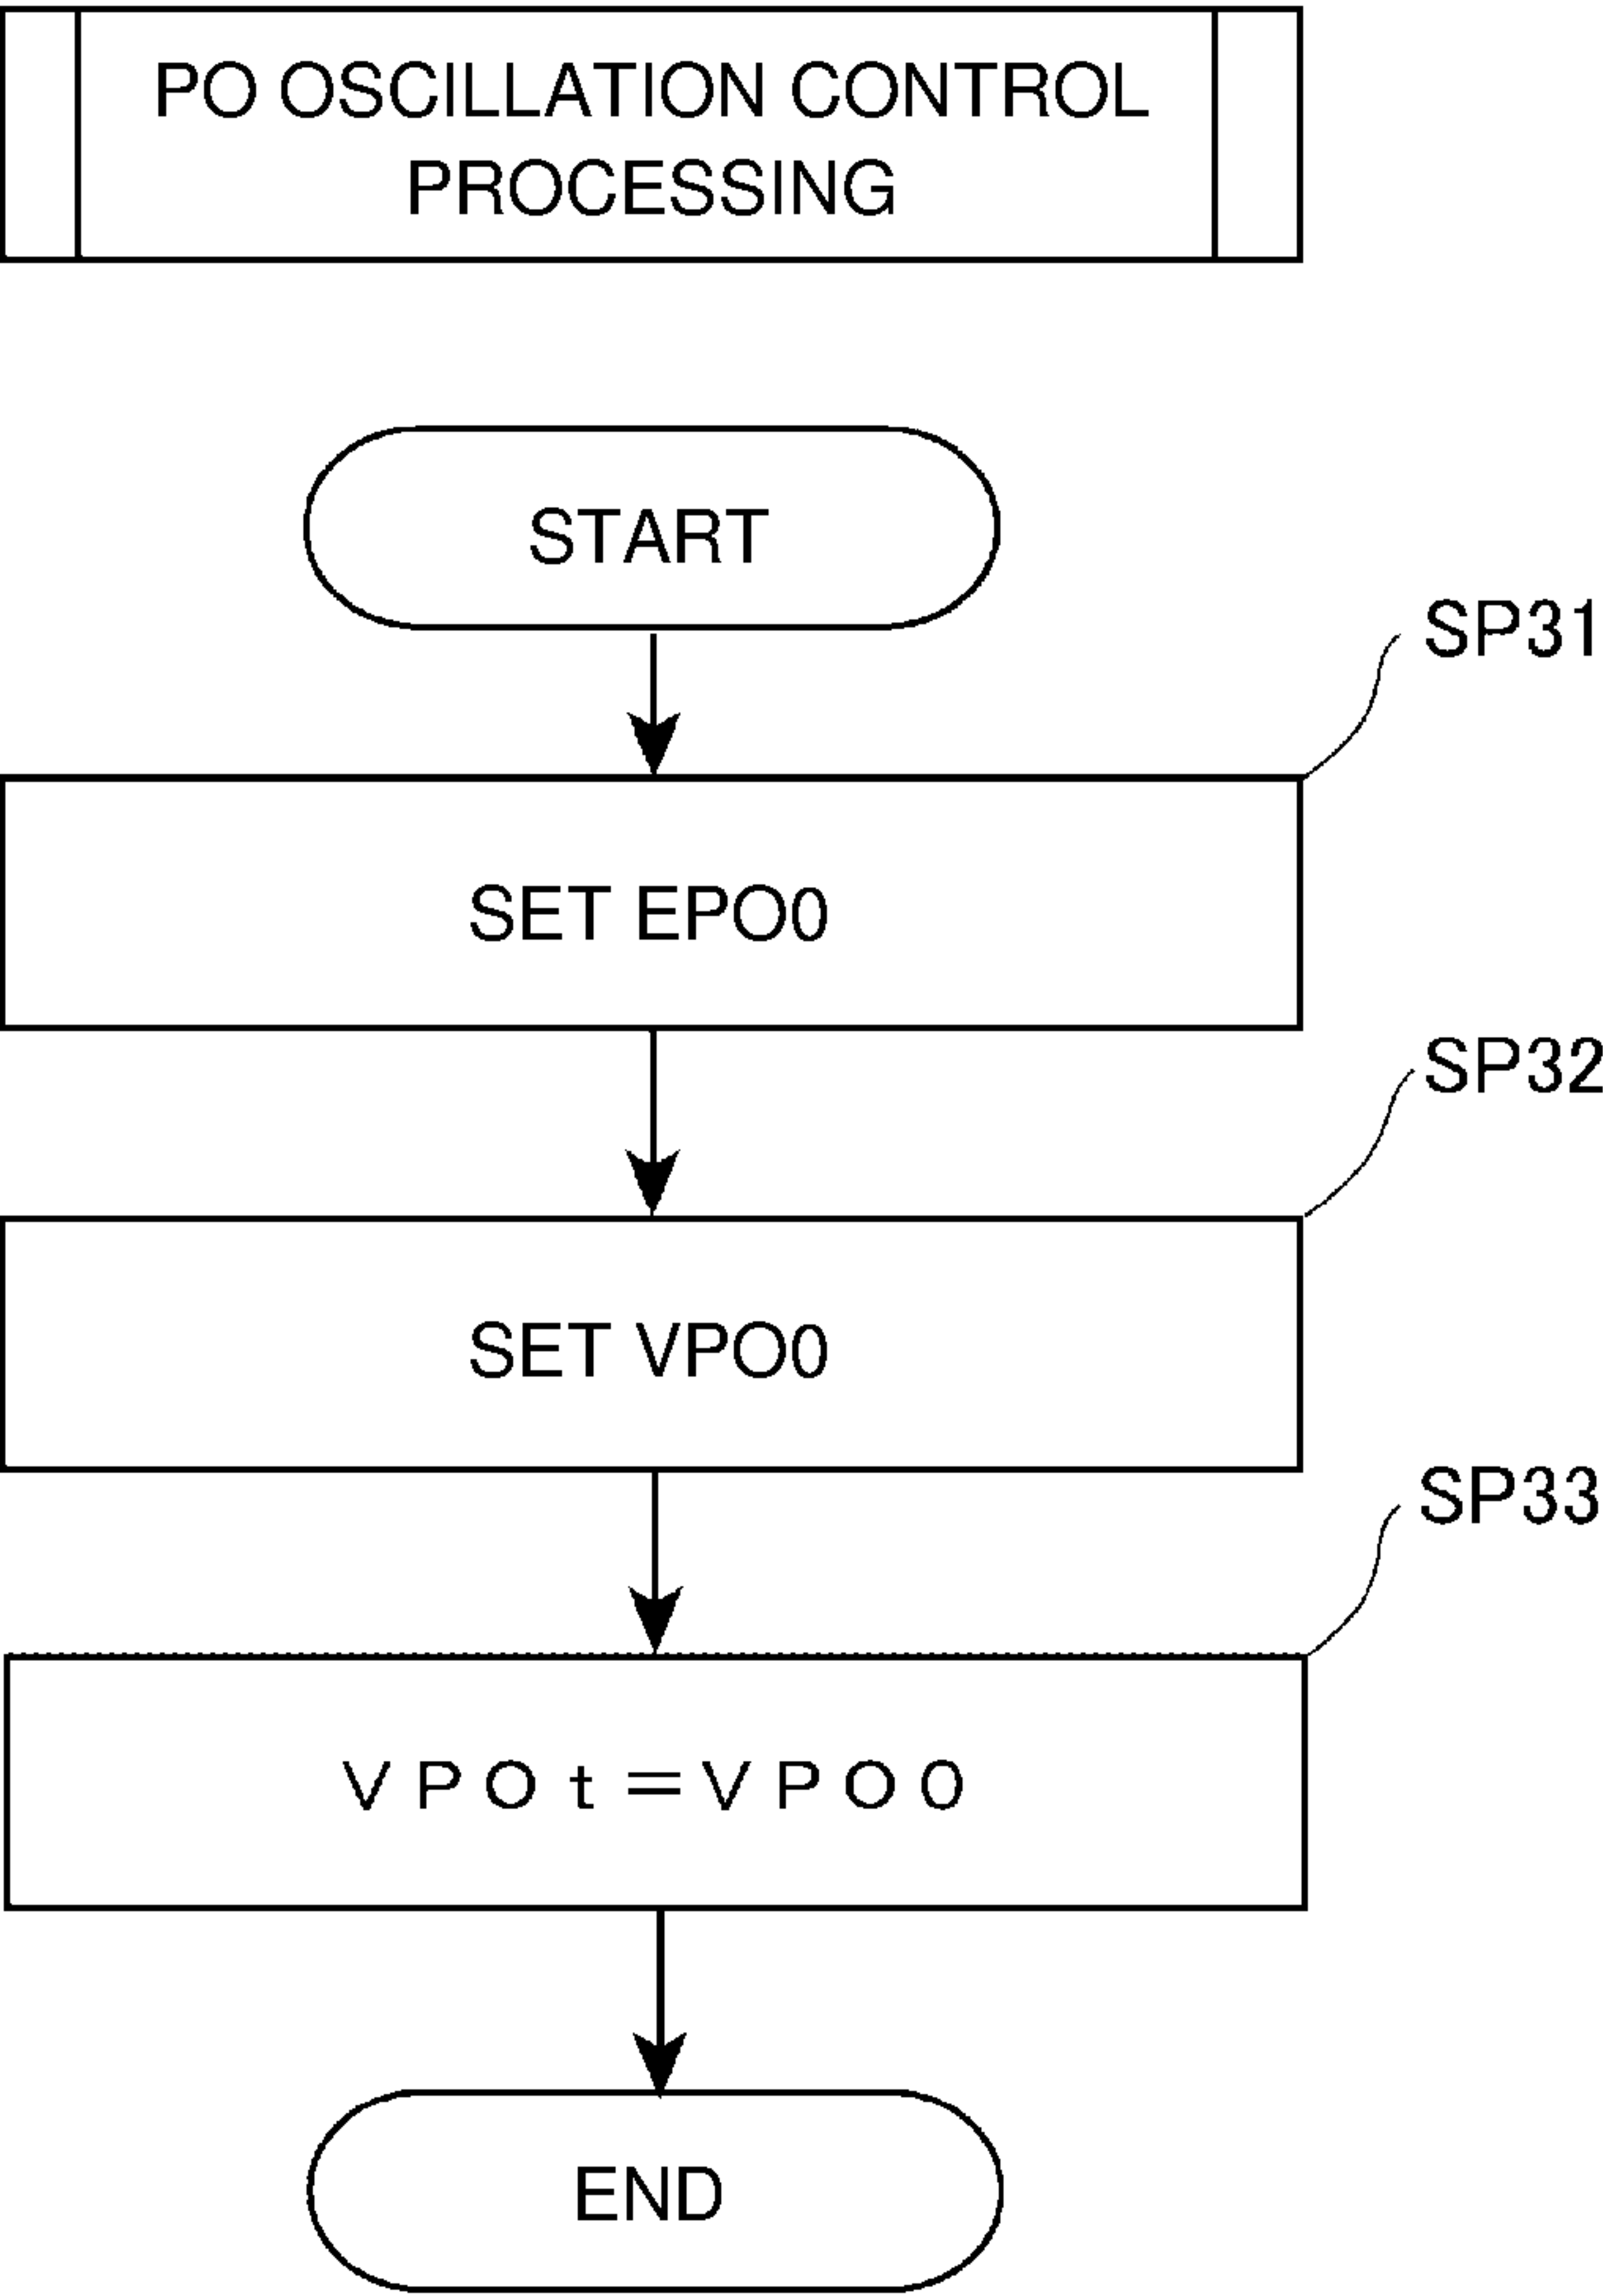 PO OSCILLATION CONTROL
PROCESSING
START
SP31
SET EPO0
SP32
SET VPO0
SP33
VPOt=VPO0
END